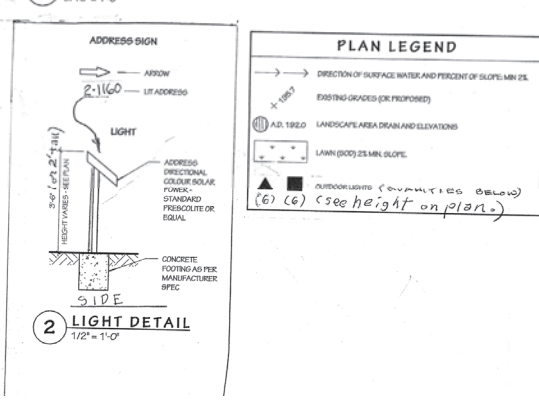 ADDRESS SIGN
ARROW
2-1160
LIT ADDRESS
LIGHT
3'-6" (or 2' tall)
HEIGHT VARIES - SEE PLAN
ADDRESS
DIRECTIONAL
COLOUR SOLAR
POWER -
STANDARD
PRESCOLITE OR
EQUAL
CONCRETE
FOOTING AS PER
MANUFACTURER
SPEC
SIDE
2 LIGHT DETAIL
1/2" = 1'-0"
PLAN LEGEND
DIRECTION OF SURFACE WATER AND PERCENT OF SLOPE: MIN 2%
198.7
EXISTING GRADES (OR PROPOSED)
A.D. 192.0 LANDSCAPE AREA DRAIN AND ELEVATIONS
LAWN (SOD) 2% MIN. SLOPE.
OUTDOOR LIGHTS (QUANTITIES BELOW)
(6) (6) (see height on plan.)